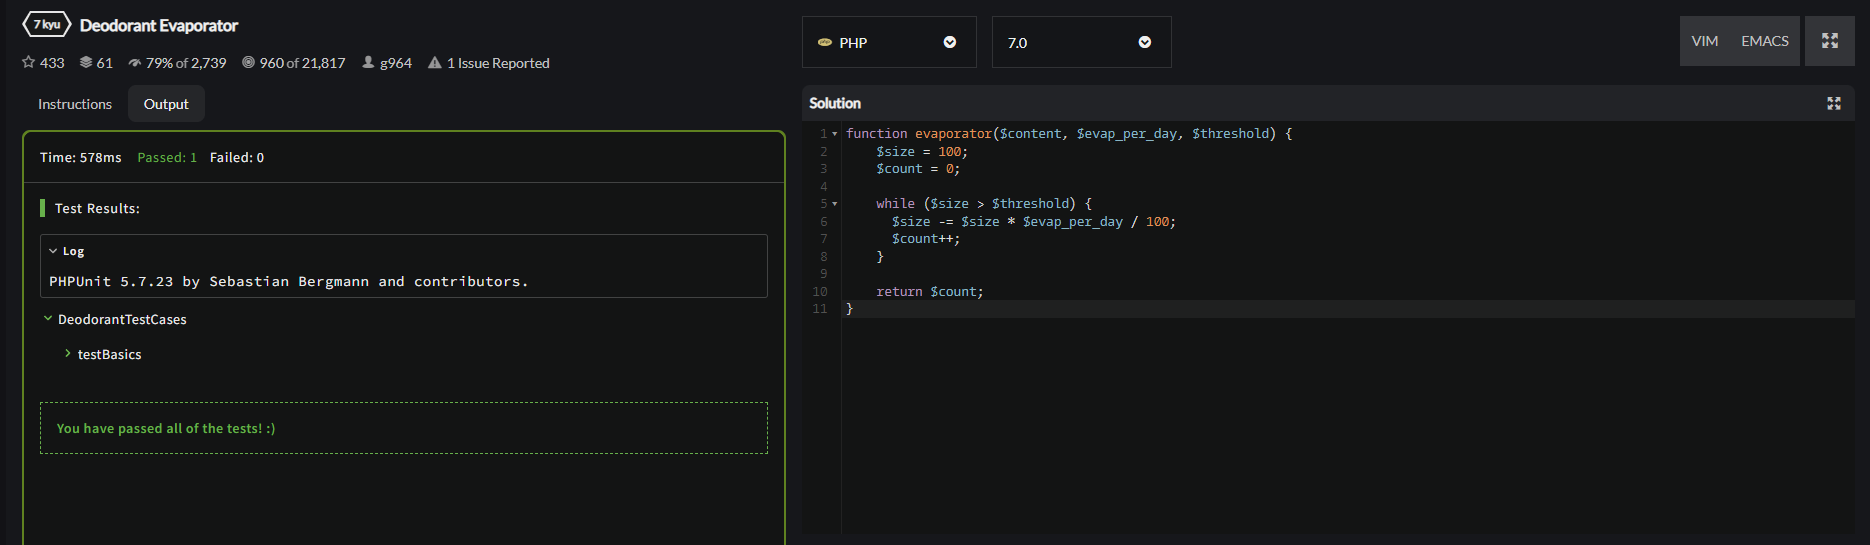 7 kyu Deodorant Evaporator
433 61 79% of 2,739 960 of 21,817 g964 1 Issue Reported
Instructions Output
Time: 578ms Passed: 1 Failed: 0
Test Results:
Log
PHPUnit 5.7.23 by Sebastian Bergmann and contributors.
DeodorantTestCases
testBasics
You have passed all of the tests! :)
php PHP 7.0 VIM EMACS
Solution
1 function evaporator($content, $evap_per_day, $threshold) {
2 $size = 100;
3 $count = 0;
4
5 while ($size > $threshold) {
6 $size -= $size * $evap_per_day / 100;
7 $count++;
8 }
9
10 return $count;
11 }